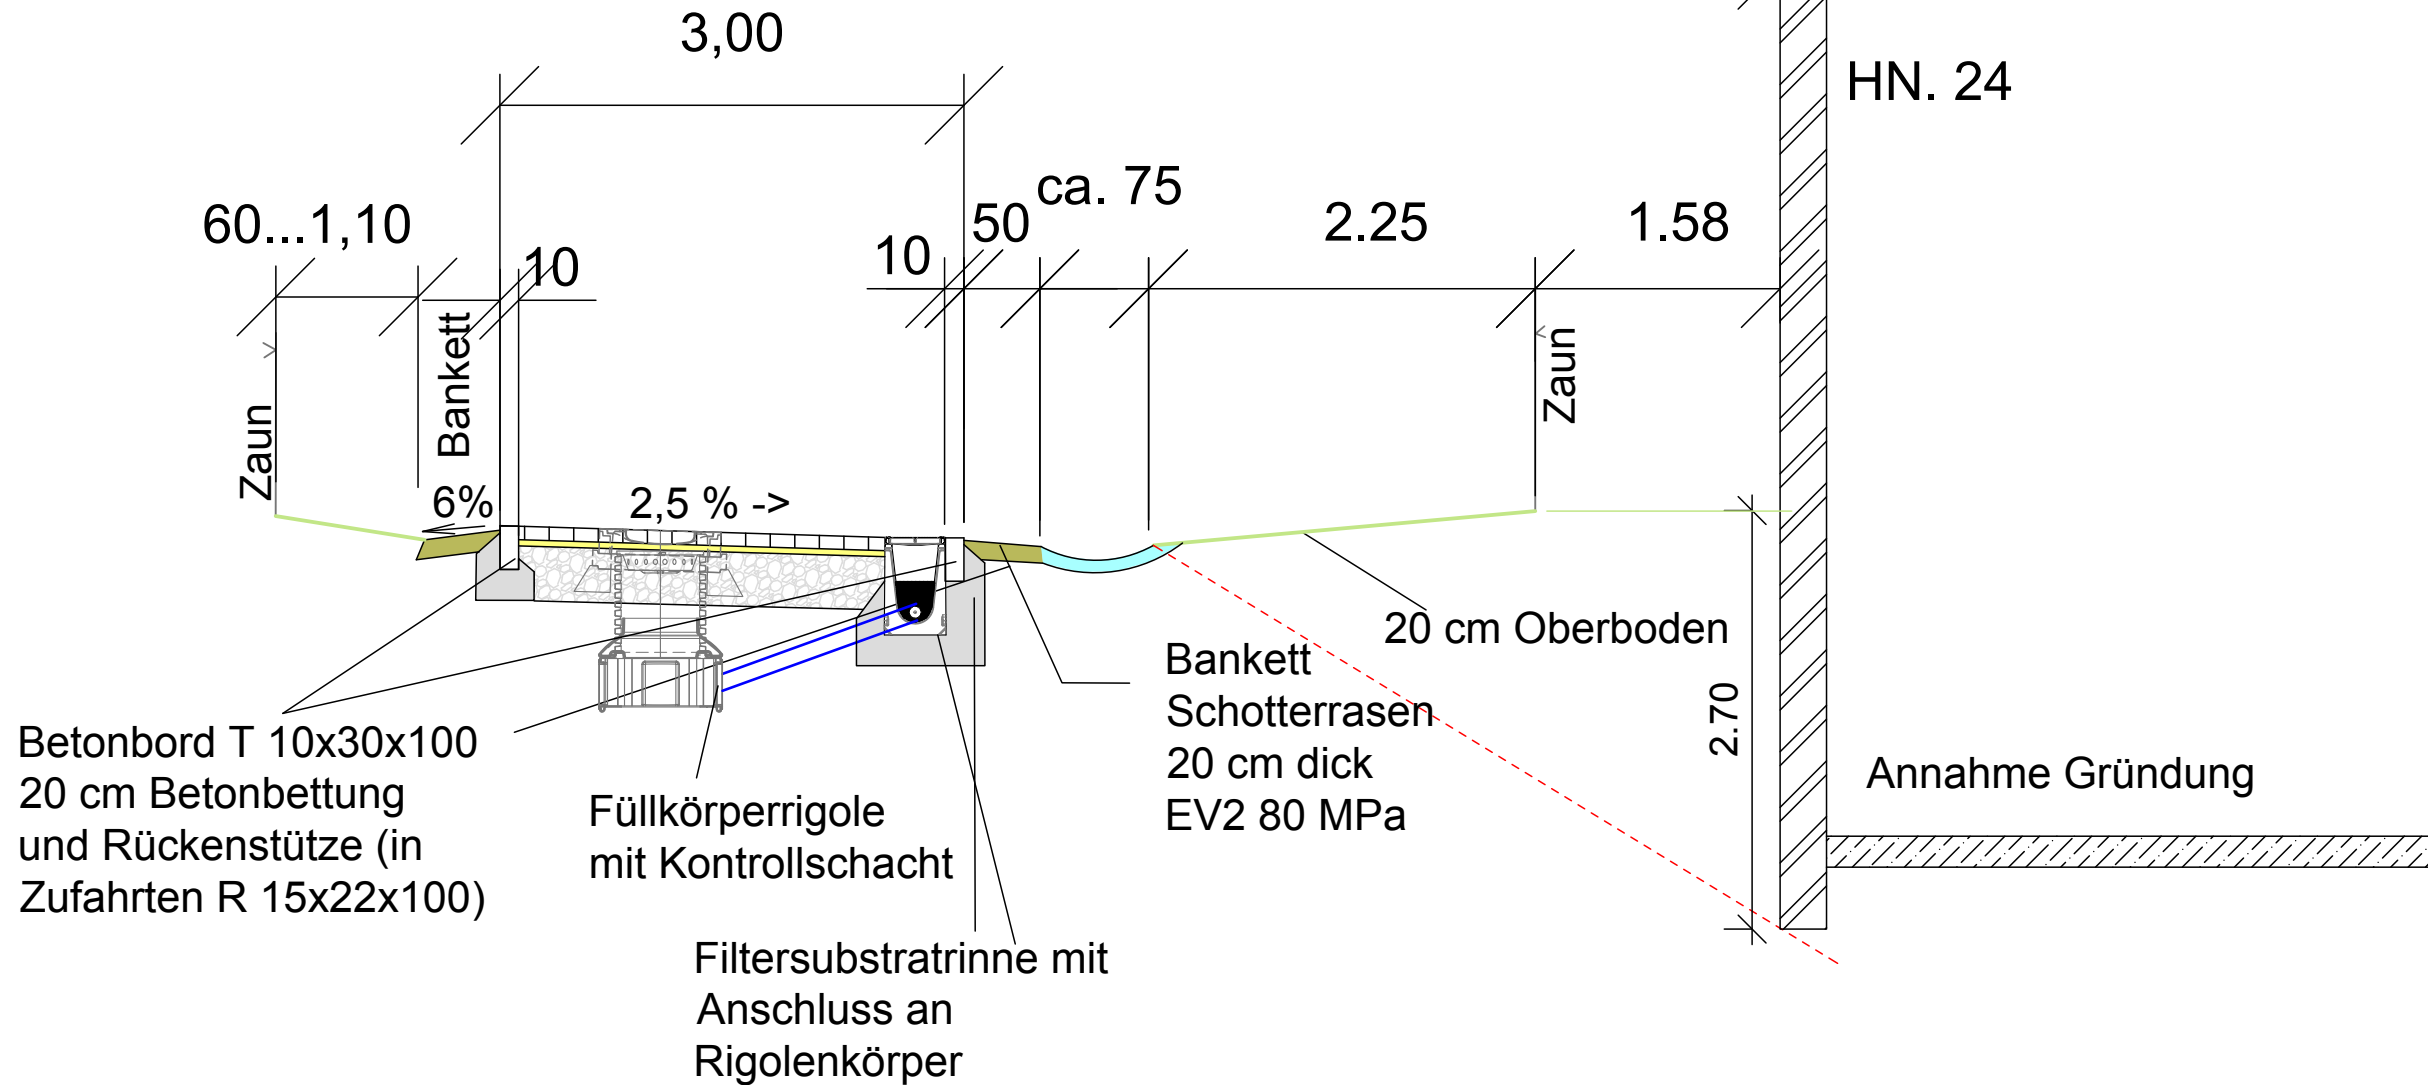 3,00
HN. 24
60...1,10
10
10
50
ca. 75
2.25
1.58
Zaun
Bankett
Zaun
6%
2,5 % ->
20 cm Oberboden
Bankett
Schotterrasen
20 cm dick
EV2 80 MPa
2.70
Annahme Gründung
Betonbord T 10x30x100
20 cm Betonbettung
und Rückenstütze (in
Zufahrten R 15x22x100)
Füllkörperrigole
mit Kontrollschacht
Filtersubstratrinne mit
Anschluss an
Rigolenkörper